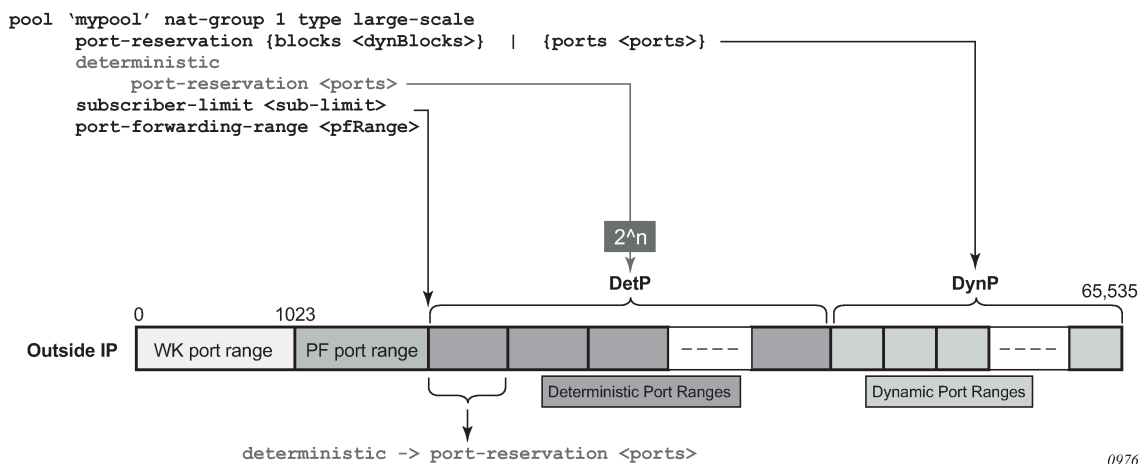 pool ‘mypool’ nat-group 1 type large-scale
port-reservation {blocks <dynBlocks>} | {ports <ports>}
deterministic
port-reservation <ports>
subscriber-limit <sub-limit>
port-forwarding-range <pfRange>
2^n
DetP
DynP
0
1023
65,535
Outside IP
WK port range
PF port range
Deterministic Port Ranges
Dynamic Port Ranges
deterministic -> port-reservation <ports>
0976